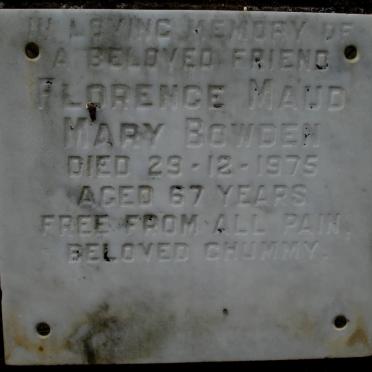 IN LOVING MEMORY OF
A BELOVED FRIEND
FLORENCE MAUD
MARY BOWDEN
DIED 29-12-1975
AGED 67 YEARS
FREE FROM ALL PAIN,
BELOVED CHUMMY.